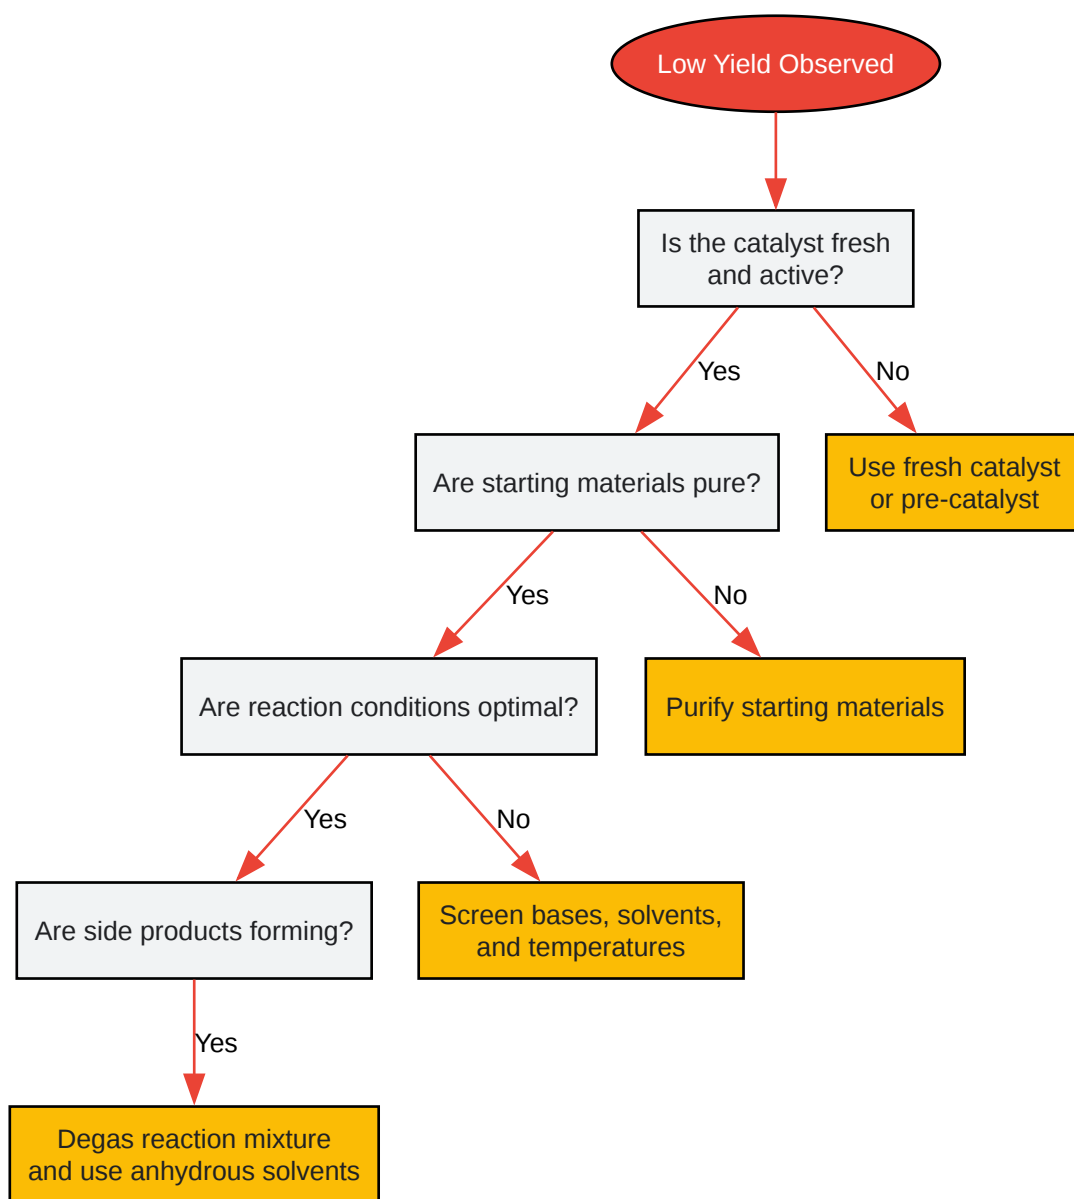 Low Yield Observed
Is the catalyst fresh
and active?
Yes
No
Are starting materials pure?
Use fresh catalyst
or pre-catalyst
Yes
No
Are reaction conditions optimal?
Purify starting materials
Yes
No
Are side products forming?
Screen bases, solvents,
and temperatures
Yes
Degas reaction mixture
and use anhydrous solvents